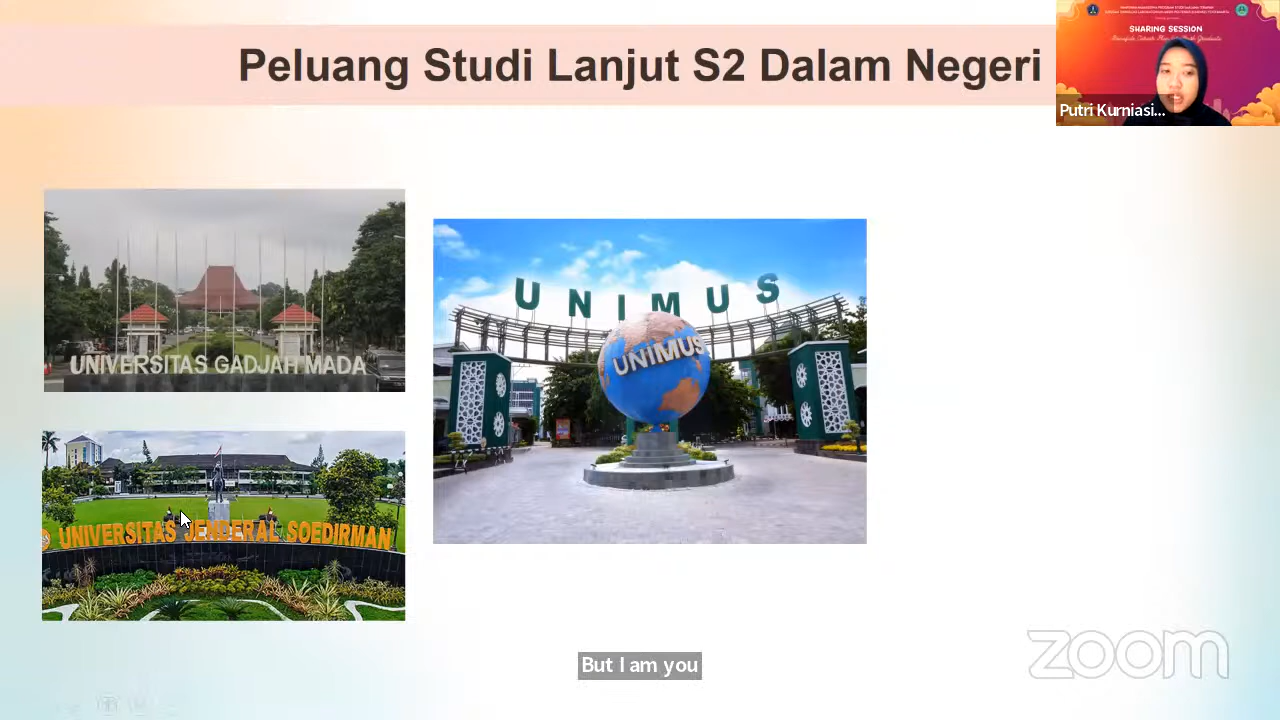 Peluang Studi Lanjut S2 Dalam Negeri
SHARING SESSION
Putri Kurniasi...
UNIVERSITAS GADJAH MADA
UNIMUS
UNIMUS
UNIVERSITAS JENDERAL SOEDIRMAN
But I am you
zoom